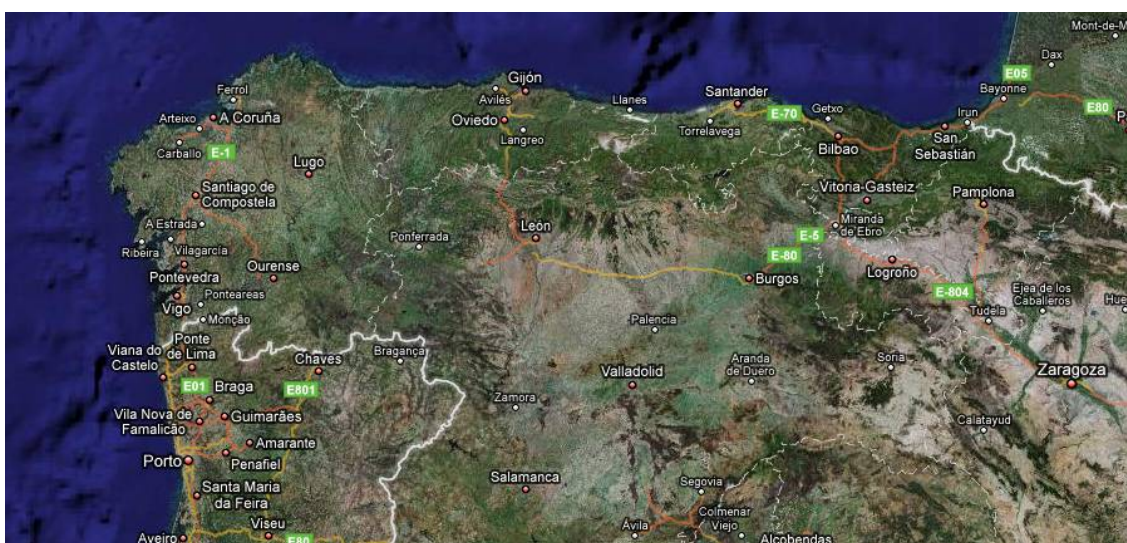 Mont-de-M
Dax
E05
Bayonne
E80
P
Ferrol
A Coruña
Arteixo
Carballo
E-1
Lugo
Gijón
Avilés
Oviedo
Langreo
Llanes
Santander
Torrelavega
E-70
Getxo
Bilbao
San
Sebastián
Irun
Santiago de
Compostela
A Estrada
Ribeira
Vilagarcía
Pontevedra
Ourense
Ponferrada
León
Vitoria-Gasteiz
Pamplona
Miranda
de Ebro
E-5
E-80
Burgos
Logroño
E-804
Ejea de los
Caballeros
Hue
Tudela
Vigo
Ponteareas
Monção
Ponte
de Lima
Viana do
Castelo
Chaves
Bragança
Palencia
Valladolid
Aranda
de Duero
Soria
Zaragoza
E01
Braga
E801
Zamora
Vila Nova de
Famalicão
Guimarães
Calatayud
Amarante
Porto
Penafiel
Salamanca
Segovia
Santa Maria
da Feira
Viseu
Aveiro
E80
Ávila
Colmenar
Viejo
Alcobendas